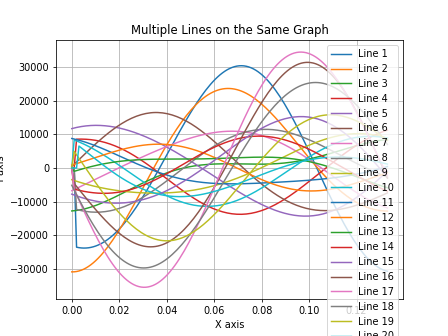 Multiple Lines on the Same Graph
30000
20000
10000
0
−10000
−20000
−30000
0.00
0.02
0.04
0.06
0.08
0.10
X axis
Line 1
Line 2
Line 3
Line 4
Line 5
Line 6
Line 7
Line 8
Line 9
Line 10
Line 11
Line 12
Line 13
Line 14
Line 15
Line 16
Line 17
Line 18
Line 19
Line 20